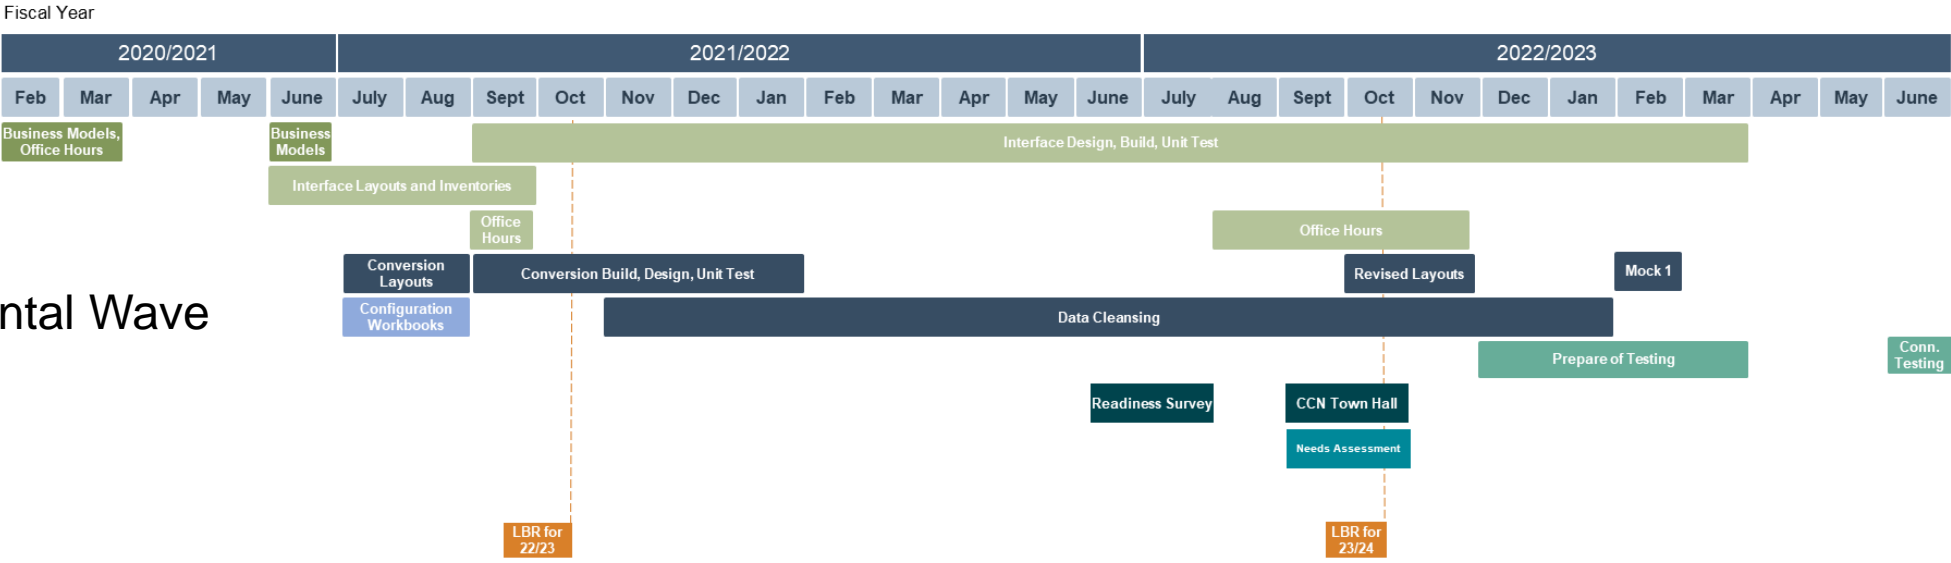 Fiscal Year
2020/2021 2021/2022 2022/2023
Feb Mar Apr May June July Aug Sept Oct Nov Dec Jan Feb Mar Apr May June July Aug Sept Oct Nov Dec Jan Feb Mar Apr May June
Business Models,
Office Hours
Business
Models
Interface Design, Build, Unit Test
Interface Layouts and Inventories
Office
Hours
Office Hours
Conversion
Layouts
Conversion Build, Design, Unit Test
Revised Layouts
Mock 1
ntal Wave
Configuration
Workbooks
Data Cleansing
Prepare of Testing
Conn.
Testing
Readiness Survey
CCN Town Hall
Needs Assessment
LBR for
22/23
LBR for
23/24